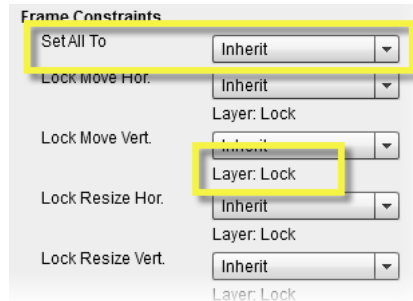 Frame Constraints
Set All To Inherit
Lock Move Hor. Inherit
Layer: Lock
Lock Move Vert. Inherit
Layer: Lock
Lock Resize Hor. Inherit
Layer: Lock
Lock Resize Vert. Inherit
Layer: Lock